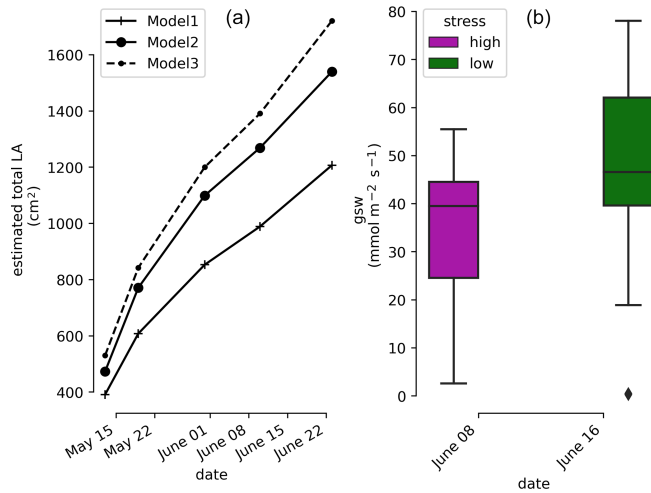 (a)
Model1
Model2
Model3
estimated total LA
(cm²)
1600
1400
1200
1000
800
600
400
May 15
May 22
June 01
June 08
June 15
June 22
date
(b)
stress
high
low
gsw
(mmol m⁻² s⁻¹)
80
70
60
50
40
30
20
10
0
June 08
June 16
date